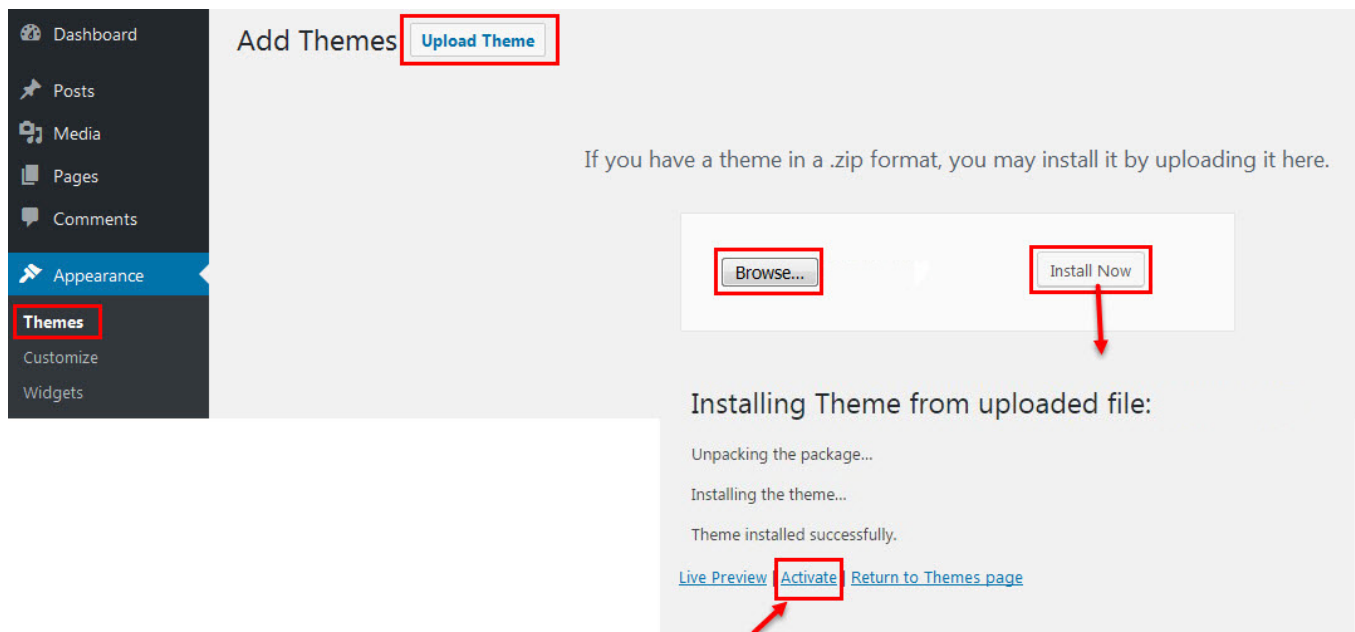 Dashboard
Add Themes Upload Theme
Posts
Media
Pages
Comments
Appearance
Themes
Customize
Widgets
If you have a theme in a .zip format, you may install it by uploading it here.
Browse... Install Now
Installing Theme from uploaded file:
Unpacking the package...
Installing the theme...
Theme installed successfully.
Live Preview | Activate | Return to Themes page